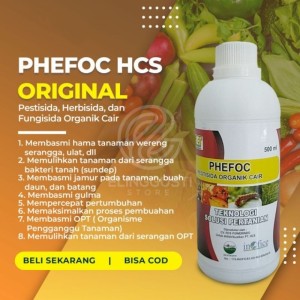 PHEFOC HCS
ORIGINAL
Pestisida, Herbisida, dan
Fungisida Organik Cair
1. Membasmi hama tanaman wereng
serangga, ulat, dll
2. Memulihkan tanaman dari serangan
bakteri tanah (sundep)
3. Membasmi jamur pada tanaman, buah
daun, dan batang
4. Membasmi gulma
5. Mempercepat pertumbuhan
6. Memaksimalkan proses pembuahan
7. Membasmi OPT ( Organisme
Pengganggu Tanaman)
8. Memulihkan tanaman dari serangan OPT
BELI SEKARANG | BISA COD
500 ml
PHEFOC
PESTISIDA ORGANIK CAIR
TEKNOLOGI
SOLUSI PERTANIAN